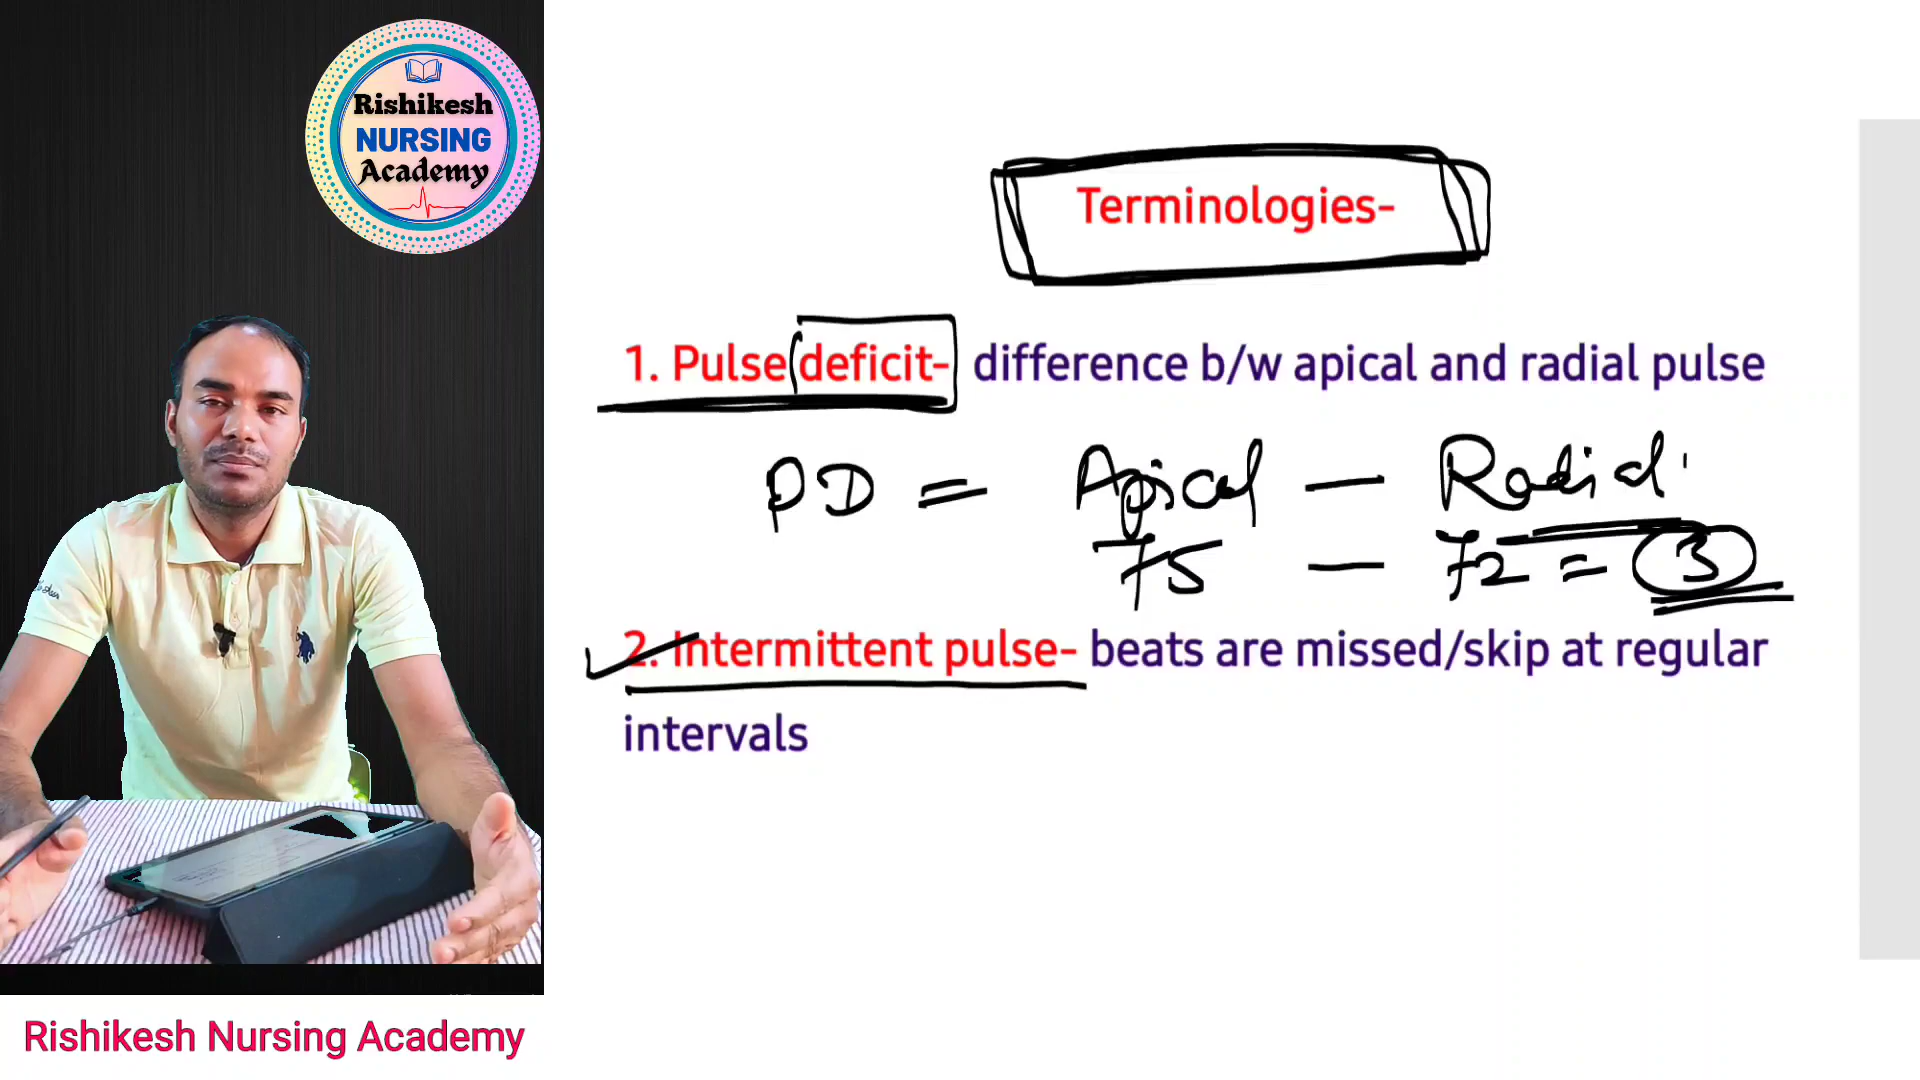 Rishikesh
NURSING
Academy
Terminologies-
1. Pulse deficit- difference b/w apical and radial pulse
PD = Apical — Radial
75 — 72 = 3
2. Intermittent pulse- beats are missed/skip at regular
intervals
Rishikesh Nursing Academy